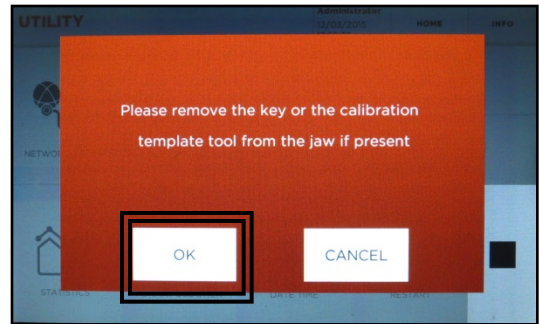 UTILITY
Administrator
12/03/2015
HOME
INFO
Please remove the key or the calibration
template tool from the jaw if present
OK
CANCEL
STATISTICS
DATE TIME
RESTART